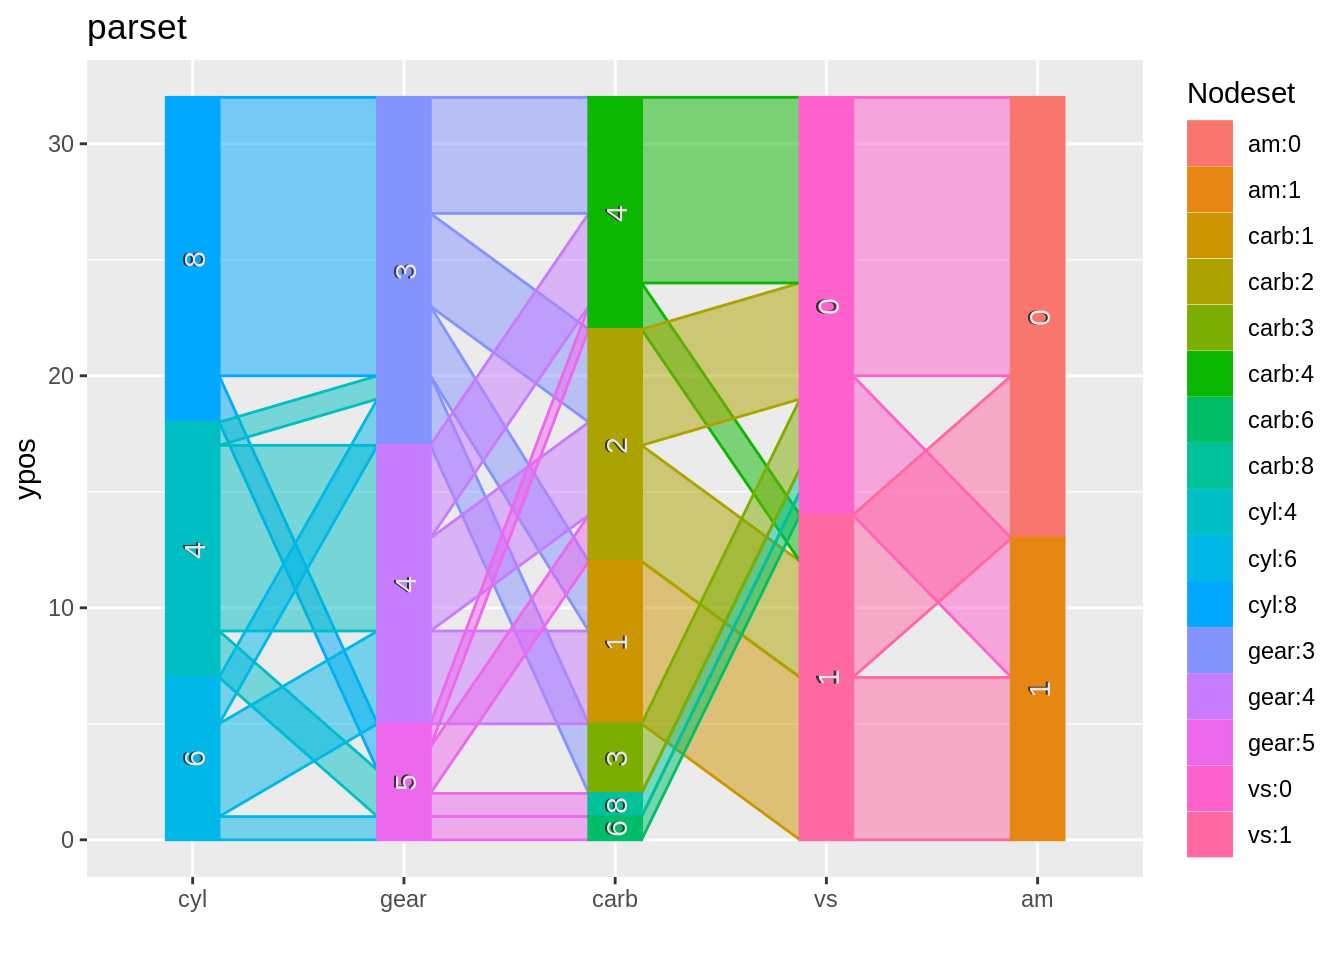 parset
ypos
30
20
10
0
8
4
6
3
4
5
4
2
1
3
8
6
0
1
0
1
cyl
gear
carb
vs
am
Nodeset
am:0
am:1
carb:1
carb:2
carb:3
carb:4
carb:6
carb:8
cyl:4
cyl:6
cyl:8
gear:3
gear:4
gear:5
vs:0
vs:1